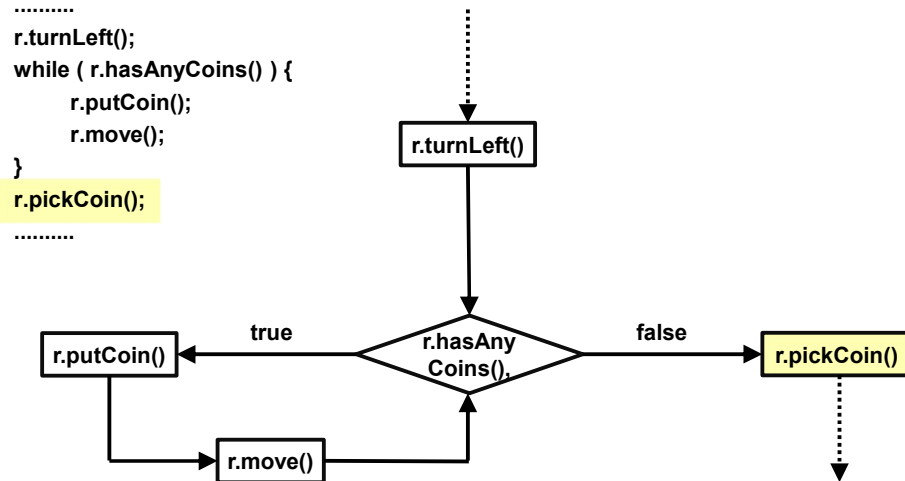 ..........
r.turnLeft();
while ( r.hasAnyCoins() ) {
r.putCoin();
r.move();
}
r.pickCoin();
..........
r.turnLeft()
true
r.hasAny
Coins(),
false
r.putCoin()
r.pickCoin()
r.move()